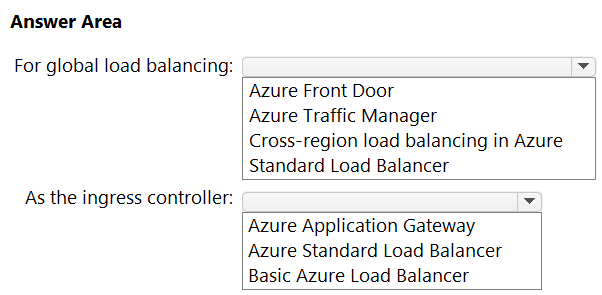 Answer Area
For global load balancing:
Azure Front Door
Azure Traffic Manager
Cross-region load balancing in Azure
Standard Load Balancer
As the ingress controller:
Azure Application Gateway
Azure Standard Load Balancer
Basic Azure Load Balancer